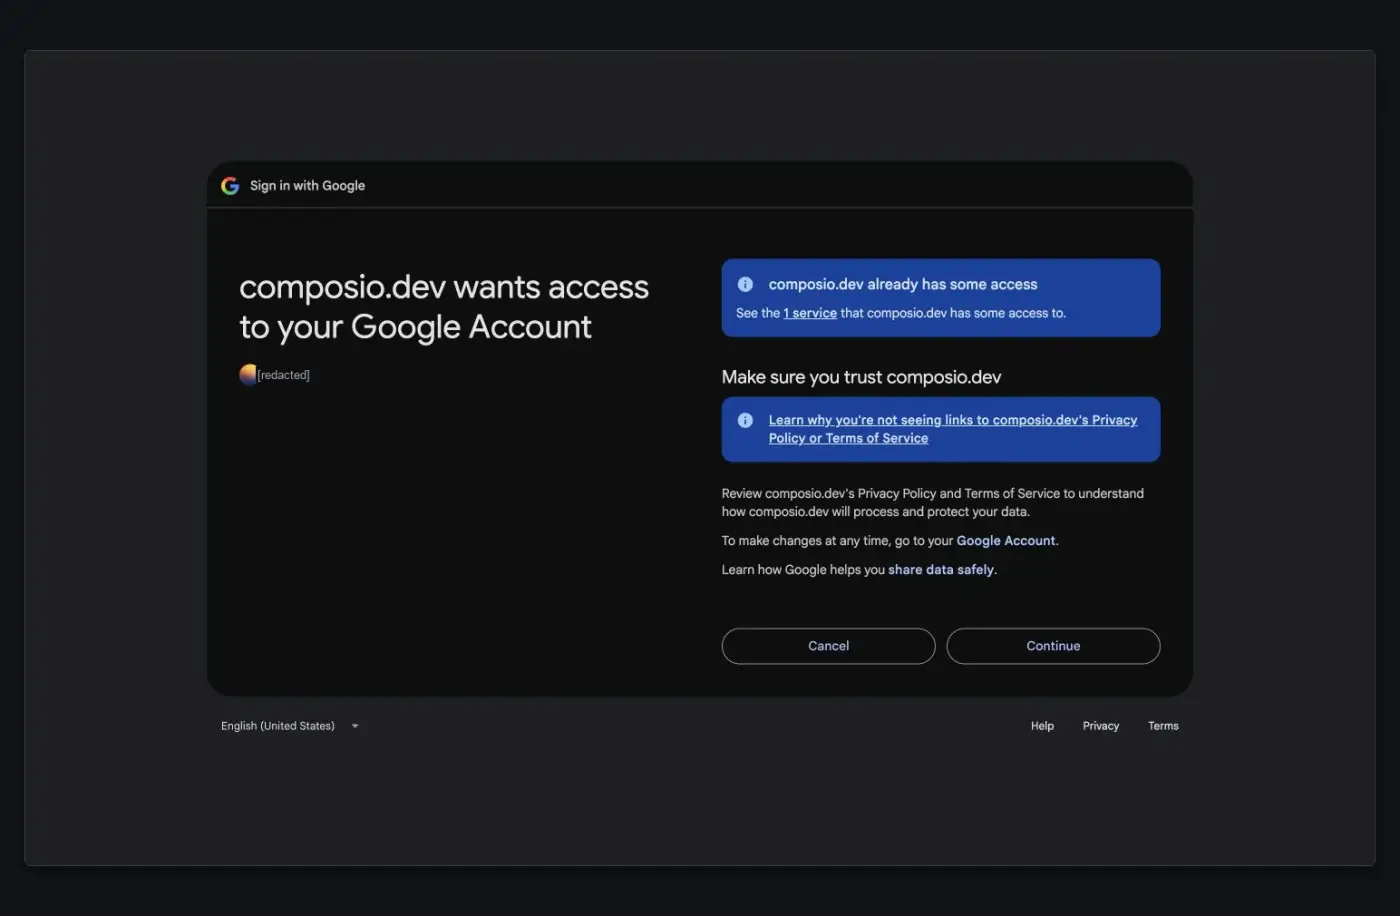 Sign in with Google
composio.dev wants access
to your Google Account
[redacted]
composio.dev already has some access
See the 1 service that composio.dev has some access to.
Make sure you trust composio.dev
Learn why you're not seeing links to composio.dev's Privacy
Policy or Terms of Service
Review composio.dev's Privacy Policy and Terms of Service to understand
how composio.dev will process and protect your data.
To make changes at any time, go to your Google Account.
Learn how Google helps you share data safely.
Cancel
Continue
English (United States)
Help
Privacy
Terms